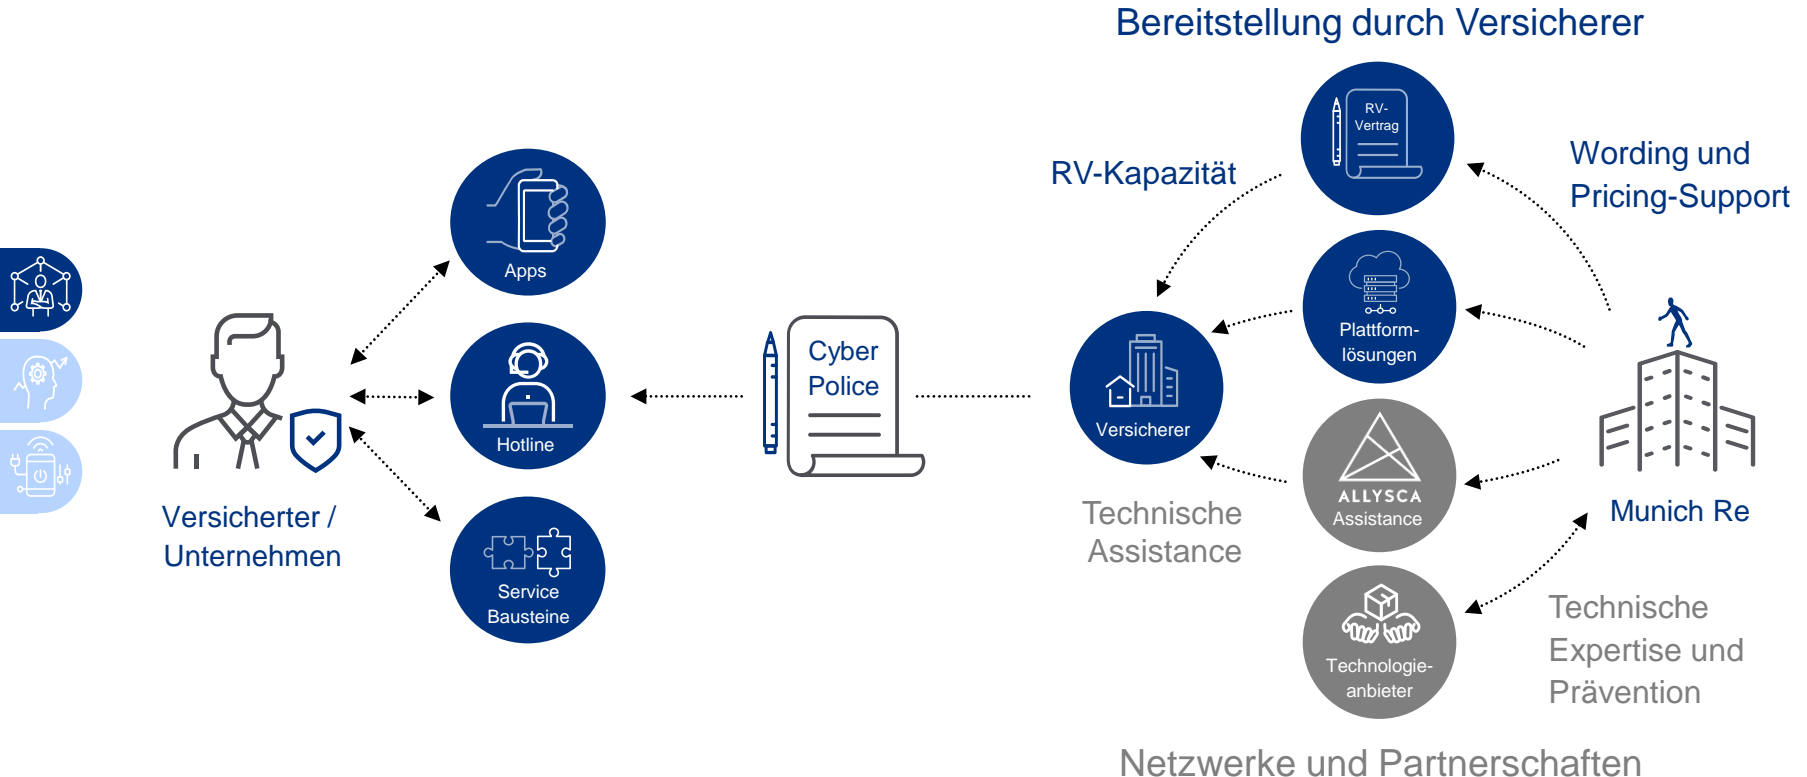 Bereitstellung durch Versicherer
RV-
Vertrag
RV-Kapazität
Wording und
Pricing-Support
Apps
Plattform-
lösungen
Cyber
Police
Hotline
Versicherer
ALLYSCA
Assistance
Technische
Assistance
Munich Re
Versicherter /
Unternehmen
Service
Bausteine
Technologie-
anbieter
Technische
Expertise und
Prävention
Netzwerke und Partnerschaften